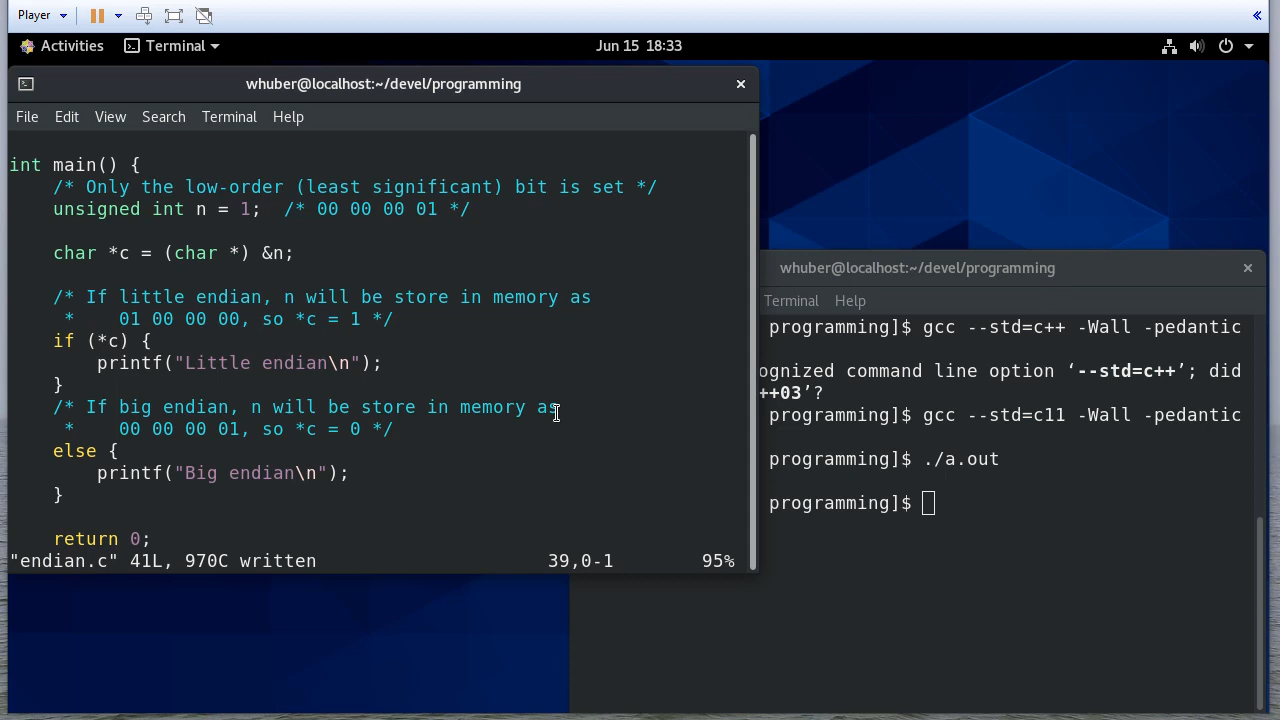 Player
Activities Terminal Jun 15 18:33
whuber@localhost:~/devel/programming
File Edit View Search Terminal Help
int main() {
/* Only the low-order (least significant) bit is set */
unsigned int n = 1; /* 00 00 00 01 */
char *c = (char *) &n;
/* If little endian, n will be store in memory as
* 01 00 00 00, so *c = 1 */
if (*c) {
printf("Little endian\n");
}
/* If big endian, n will be store in memory as
* 00 00 00 01, so *c = 0 */
else {
printf("Big endian\n");
}
return 0;
"endian.c" 41L, 970C written 39,0-1 95%
whuber@localhost:~/devel/programming
Terminal Help
programming]$ gcc --std=c++ -Wall -pedantic
ognized command line option ‘--std=c++’; did
++03’?
programming]$ gcc --std=c11 -Wall -pedantic
programming]$ ./a.out
programming]$